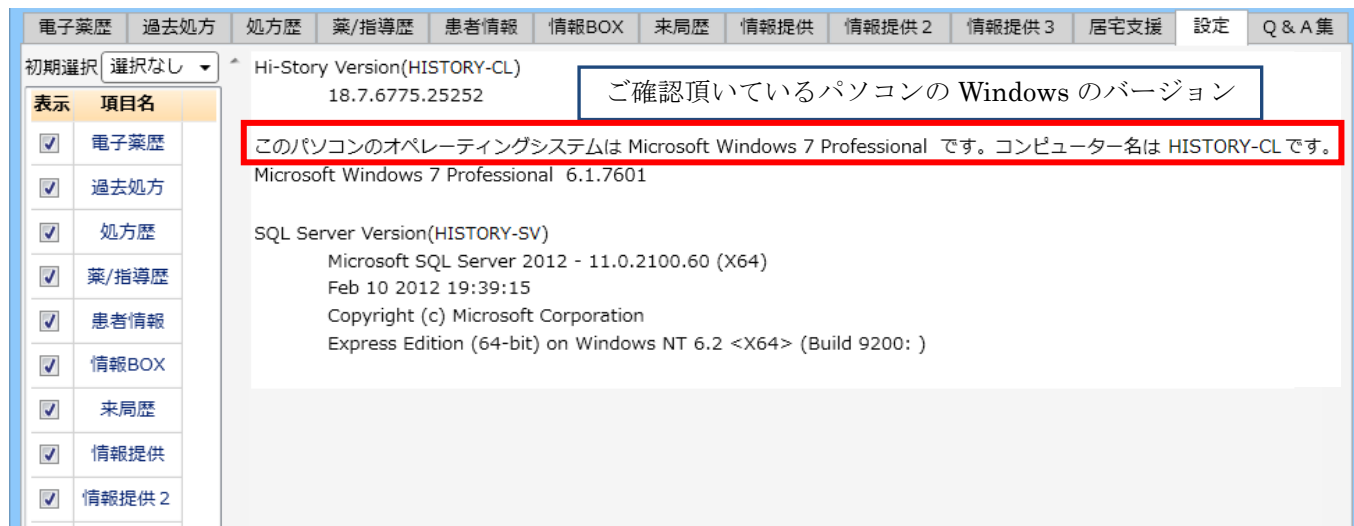 電子薬歴 過去処方 処方歴 薬/指導歴 患者情報 情報BOX 来局歴 情報提供 情報提供2 情報提供3 居宅支援 設定 Q&A集
初期選択 選択なし
表示 項目名
電子薬歴
過去処方
処方歴
薬/指導歴
患者情報
情報BOX
来局歴
情報提供
情報提供2
Hi-Story Version(HISTORY-CL)
18.7.6775.25252
ご確認頂いているパソコンの Windows のバージョン
このパソコンのオペレーティングシステムは Microsoft Windows 7 Professional です。コンピューター名は HISTORY-CL です。
Microsoft Windows 7 Professional 6.1.7601
SQL Server Version(HISTORY-SV)
Microsoft SQL Server 2012 - 11.0.2100.60 (X64)
Feb 10 2012 19:39:15
Copyright (c) Microsoft Corporation
Express Edition (64-bit) on Windows NT 6.2 <X64> (Build 9200: )